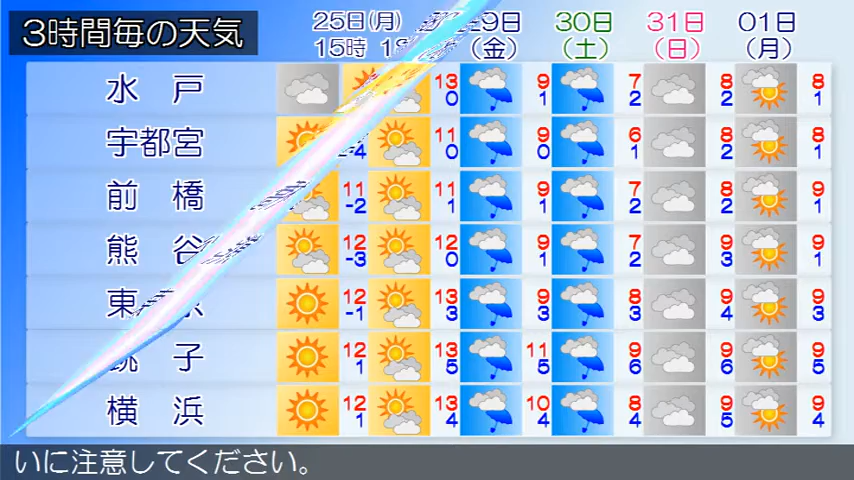 3時間毎の天気
25日(月) 29日 30日 31日 01日
15時 (金) (土) (日) (月)
水戸 13 0 9 1 7 2 8 2 8 1
宇都宮 -4 11 0 9 0 6 1 8 2 8 1
前橋 11 -2 11 1 9 1 7 2 8 2 9 1
熊谷 12 -3 12 0 9 1 7 2 9 3 9 1
東 12 -1 13 3 9 3 8 3 9 4 9 3
子 12 1 13 5 11 5 9 6 9 6 9 5
横浜 12 1 13 4 10 4 8 4 9 5 9 4
いに注意してください。